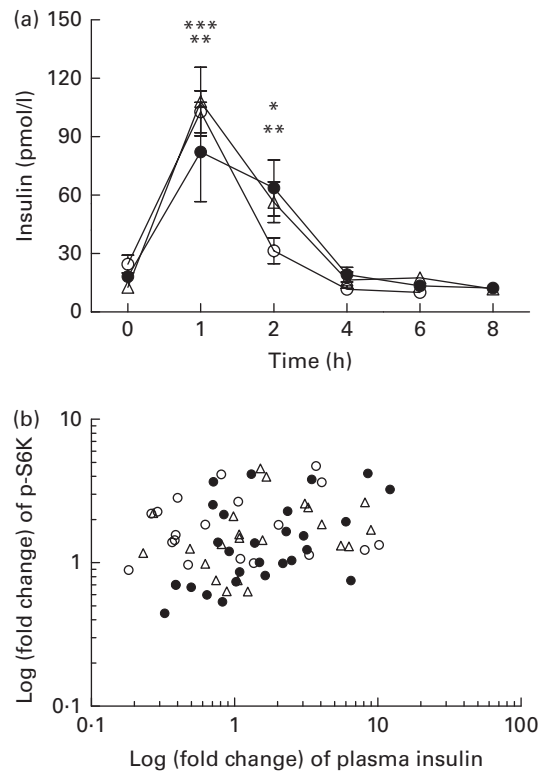 (a)
150
120
90
60
30
0
Insulin (pmol/l)
***
**
*
**
0 1 2 4 6 8
Time (h)
(b)
10
1
0·1
Log (fold change) of p-S6K
0·1 1 10 100
Log (fold change) of plasma insulin